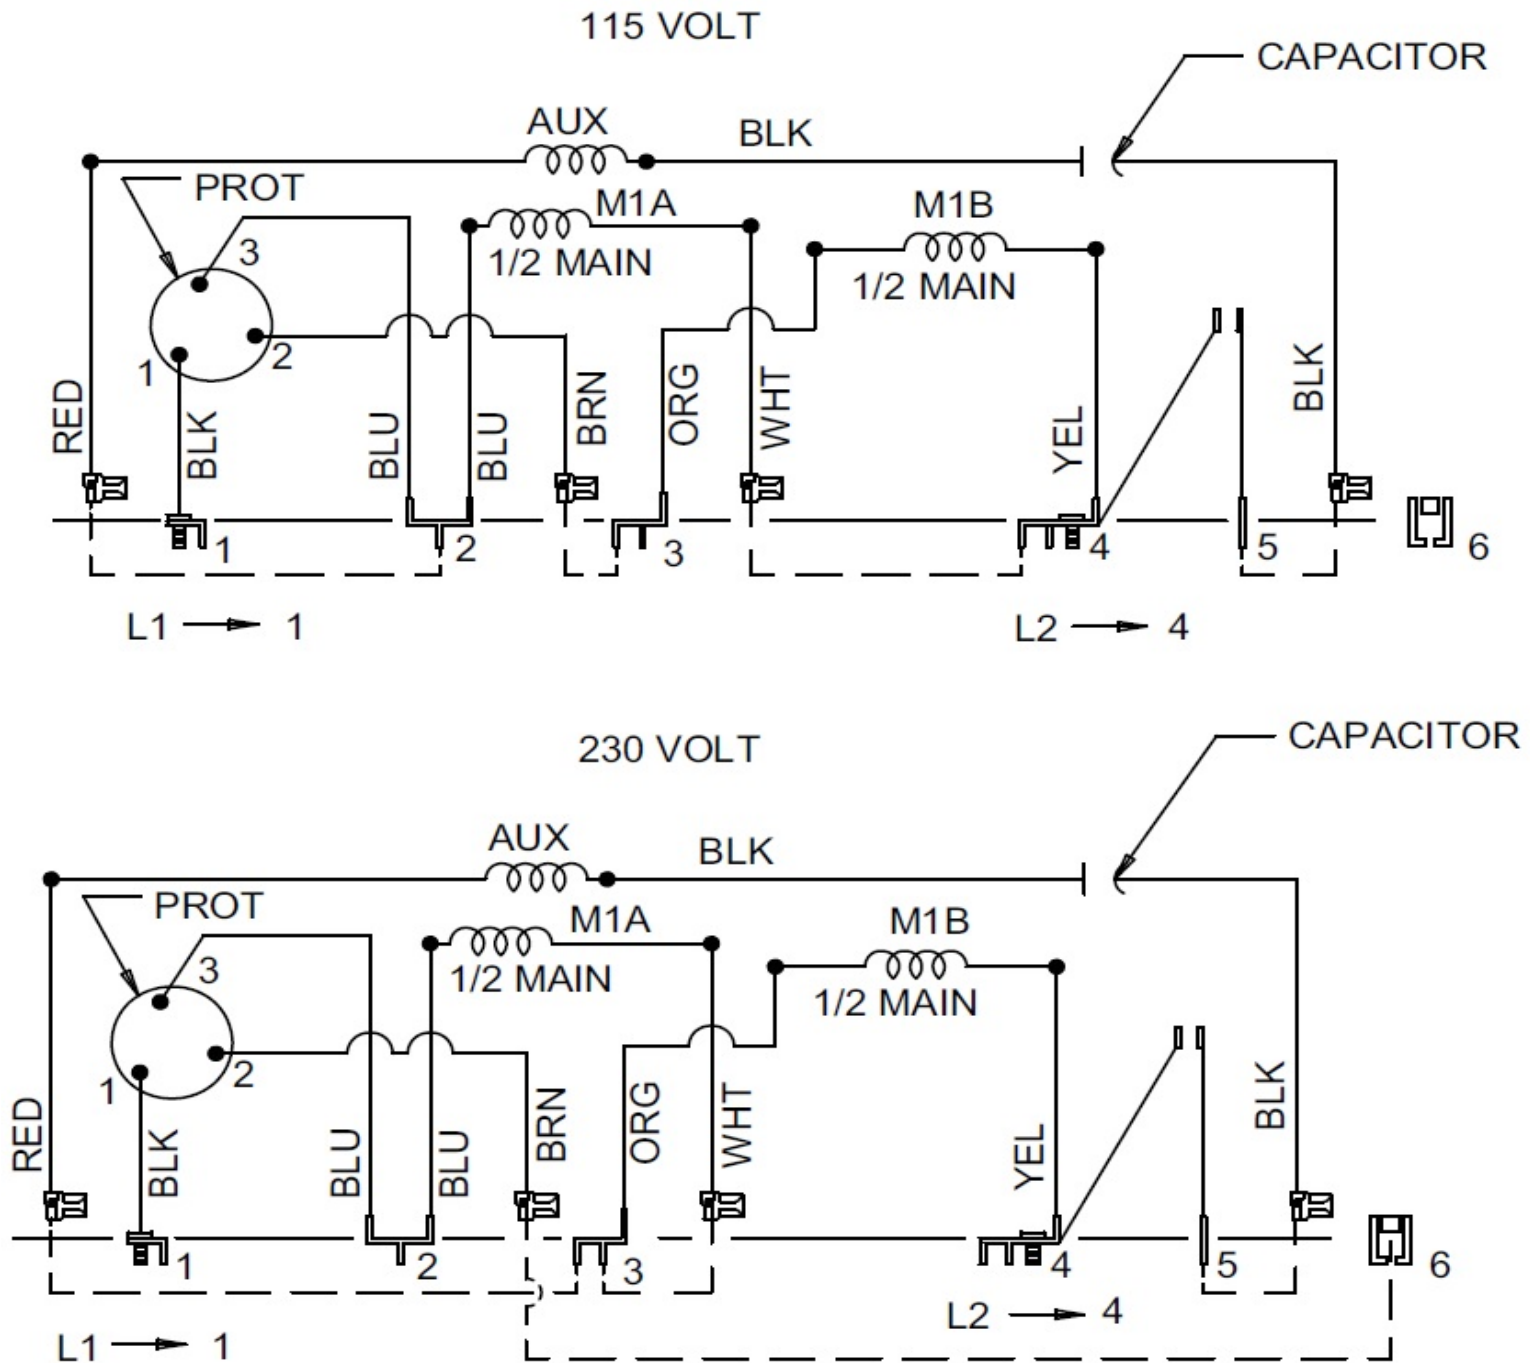 115 VOLT
CAPACITOR
AUX
BLK
PROT
M1A
M1B
3
1/2 MAIN
1/2 MAIN
1
2
RED
BLK
BLU
BLU
BRN
ORG
WHT
YEL
BLK
1
2
3
4
5
6
L1 1
L2 4
230 VOLT
CAPACITOR
AUX
BLK
PROT
M1A
M1B
3
1/2 MAIN
1/2 MAIN
1
2
RED
BLK
BLU
BLU
BRN
ORG
WHT
YEL
BLK
1
2
3
4
5
6
L2 4
L1 1